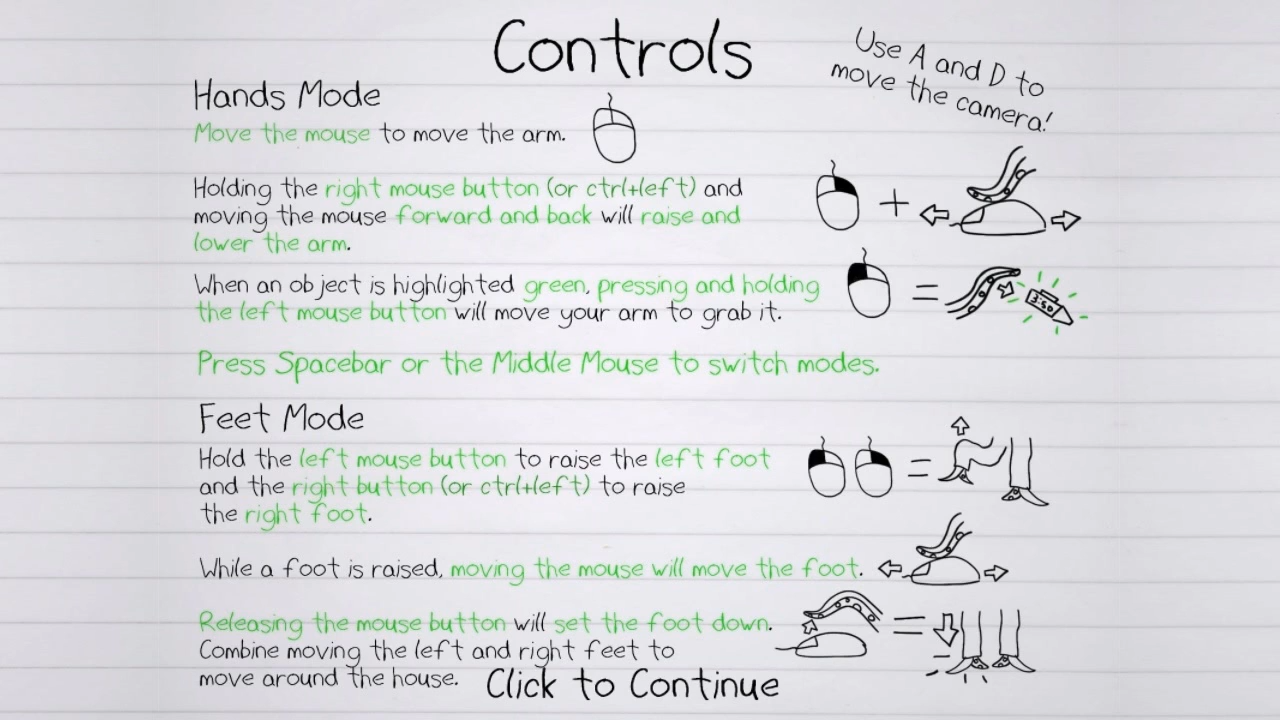 Controls
Use A and D to
move the camera!
Hands Mode
Move the mouse to move the arm.
Holding the right mouse button (or ctrl+left) and
moving the mouse forward and back will raise and
lower the arm.
When an object is highlighted green, pressing and holding
the left mouse button will move your arm to grab it.
3:50
Press Spacebar or the Middle Mouse to switch modes.
Feet Mode
Hold the left mouse button to raise the left foot
and the right button (or ctrl+left) to raise
the right foot.
While a foot is raised, moving the mouse will move the foot.
Releasing the mouse button will set the foot down.
Combine moving the left and right feet to
move around the house.
Click to Continue